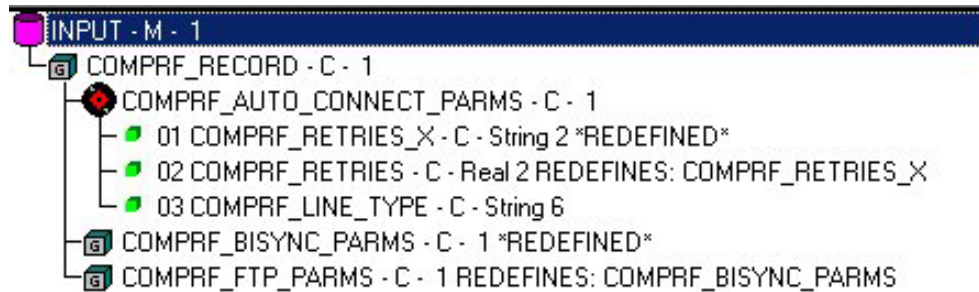 INPUT - M - 1
G COMPRF_RECORD - C - 1
COMPRF_AUTO_CONNECT_PARMS - C - 1
01 COMPRF_RETRIES_X - C - String 2 *REDEFINED*
02 COMPRF_RETRIES - C - Real 2 REDEFINES: COMPRF_RETRIES_X
03 COMPRF_LINE_TYPE - C - String 6
G COMPRF_BISYNC_PARMS - C - 1 *REDEFINED*
G COMPRF_FTP_PARMS - C - 1 REDEFINES: COMPRF_BISYNC_PARMS